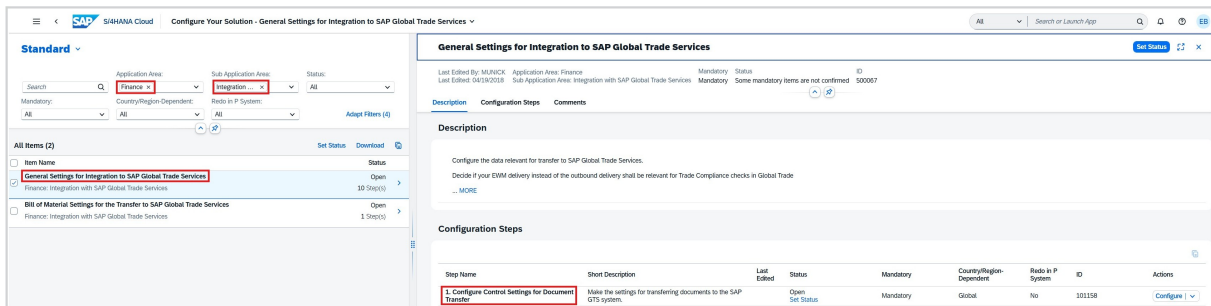 SAP
S/4HANA Cloud
Configure Your Solution - General Settings for Integration to SAP Global Trade Services
All
Search or Launch App
EB
Standard
Application Area:
Sub Application Area:
Status:
Search
Finance ×
Integration ... ×
All
Mandatory:
Country/Region-Dependent:
Redo in P System:
All
All
All
Adapt Filters (4)
All Items (2)
Set Status
Download
Item Name
Status
General Settings for Integration to SAP Global Trade Services
Open
Finance: Integration with SAP Global Trade Services
10 Step(s)
Bill of Material Settings for the Transfer to SAP Global Trade Services
Open
Finance: Integration with SAP Global Trade Services
1 Step(s)
General Settings for Integration to SAP Global Trade Services
Set Status
Last Edited By: MUNICK Application Area: Finance
Mandatory Status
ID
Last Edited: 04/19/2018 Sub Application Area: Integration with SAP Global Trade Services
Mandatory Some mandatory items are not confirmed
500067
Description
Configuration Steps
Comments
Description
Configure the data relevant for transfer to SAP Global Trade Services.
Decide if your EWM delivery instead of the outbound delivery shall be relevant for Trade Compliance checks in Global Trade
... MORE
Configuration Steps
Step Name
Short Description
Last Edited
Status
Mandatory
Country/Region-Dependent
Redo in P System
ID
Actions
1. Configure Control Settings for Document
Transfer
Make the settings for transferring documents to the SAP
GTS system.
Open
Set Status
Mandatory
Global
No
101158
Configure